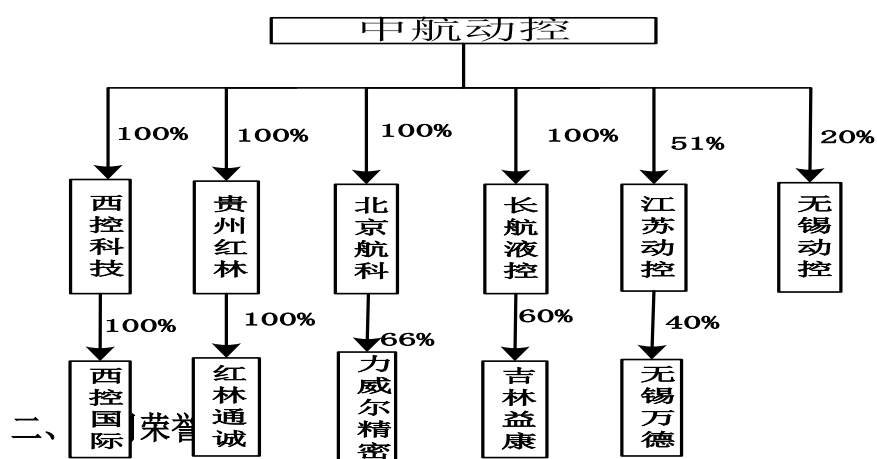 中航动控
100%
100%
100%
100%
51%
20%
西控科技
贵州红林
北京航科
长航液控
江苏动控
无锡动控
100%
100%
66%
60%
40%
西控国际
红林通诚
力威尔精密
吉林益康
无锡万德
二、
荣誉